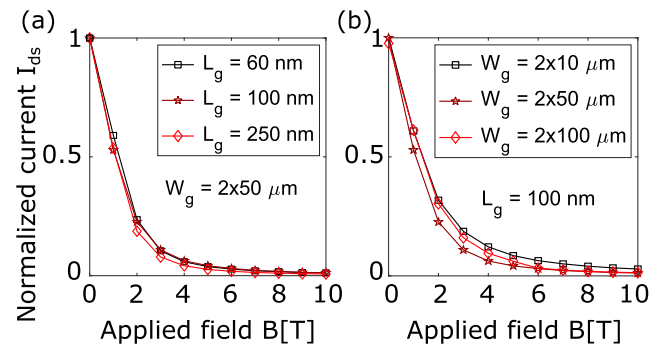 (a)
Normalized current I_ds
1
0.5
0
L_g = 60 nm
L_g = 100 nm
L_g = 250 nm
W_g = 2x50 μm
0 2 4 6 8 10
Applied field B[T]
(b)
1
0.5
0
W_g = 2x10 μm
W_g = 2x50 μm
W_g = 2x100 μm
L_g = 100 nm
0 2 4 6 8 10
Applied field B[T]